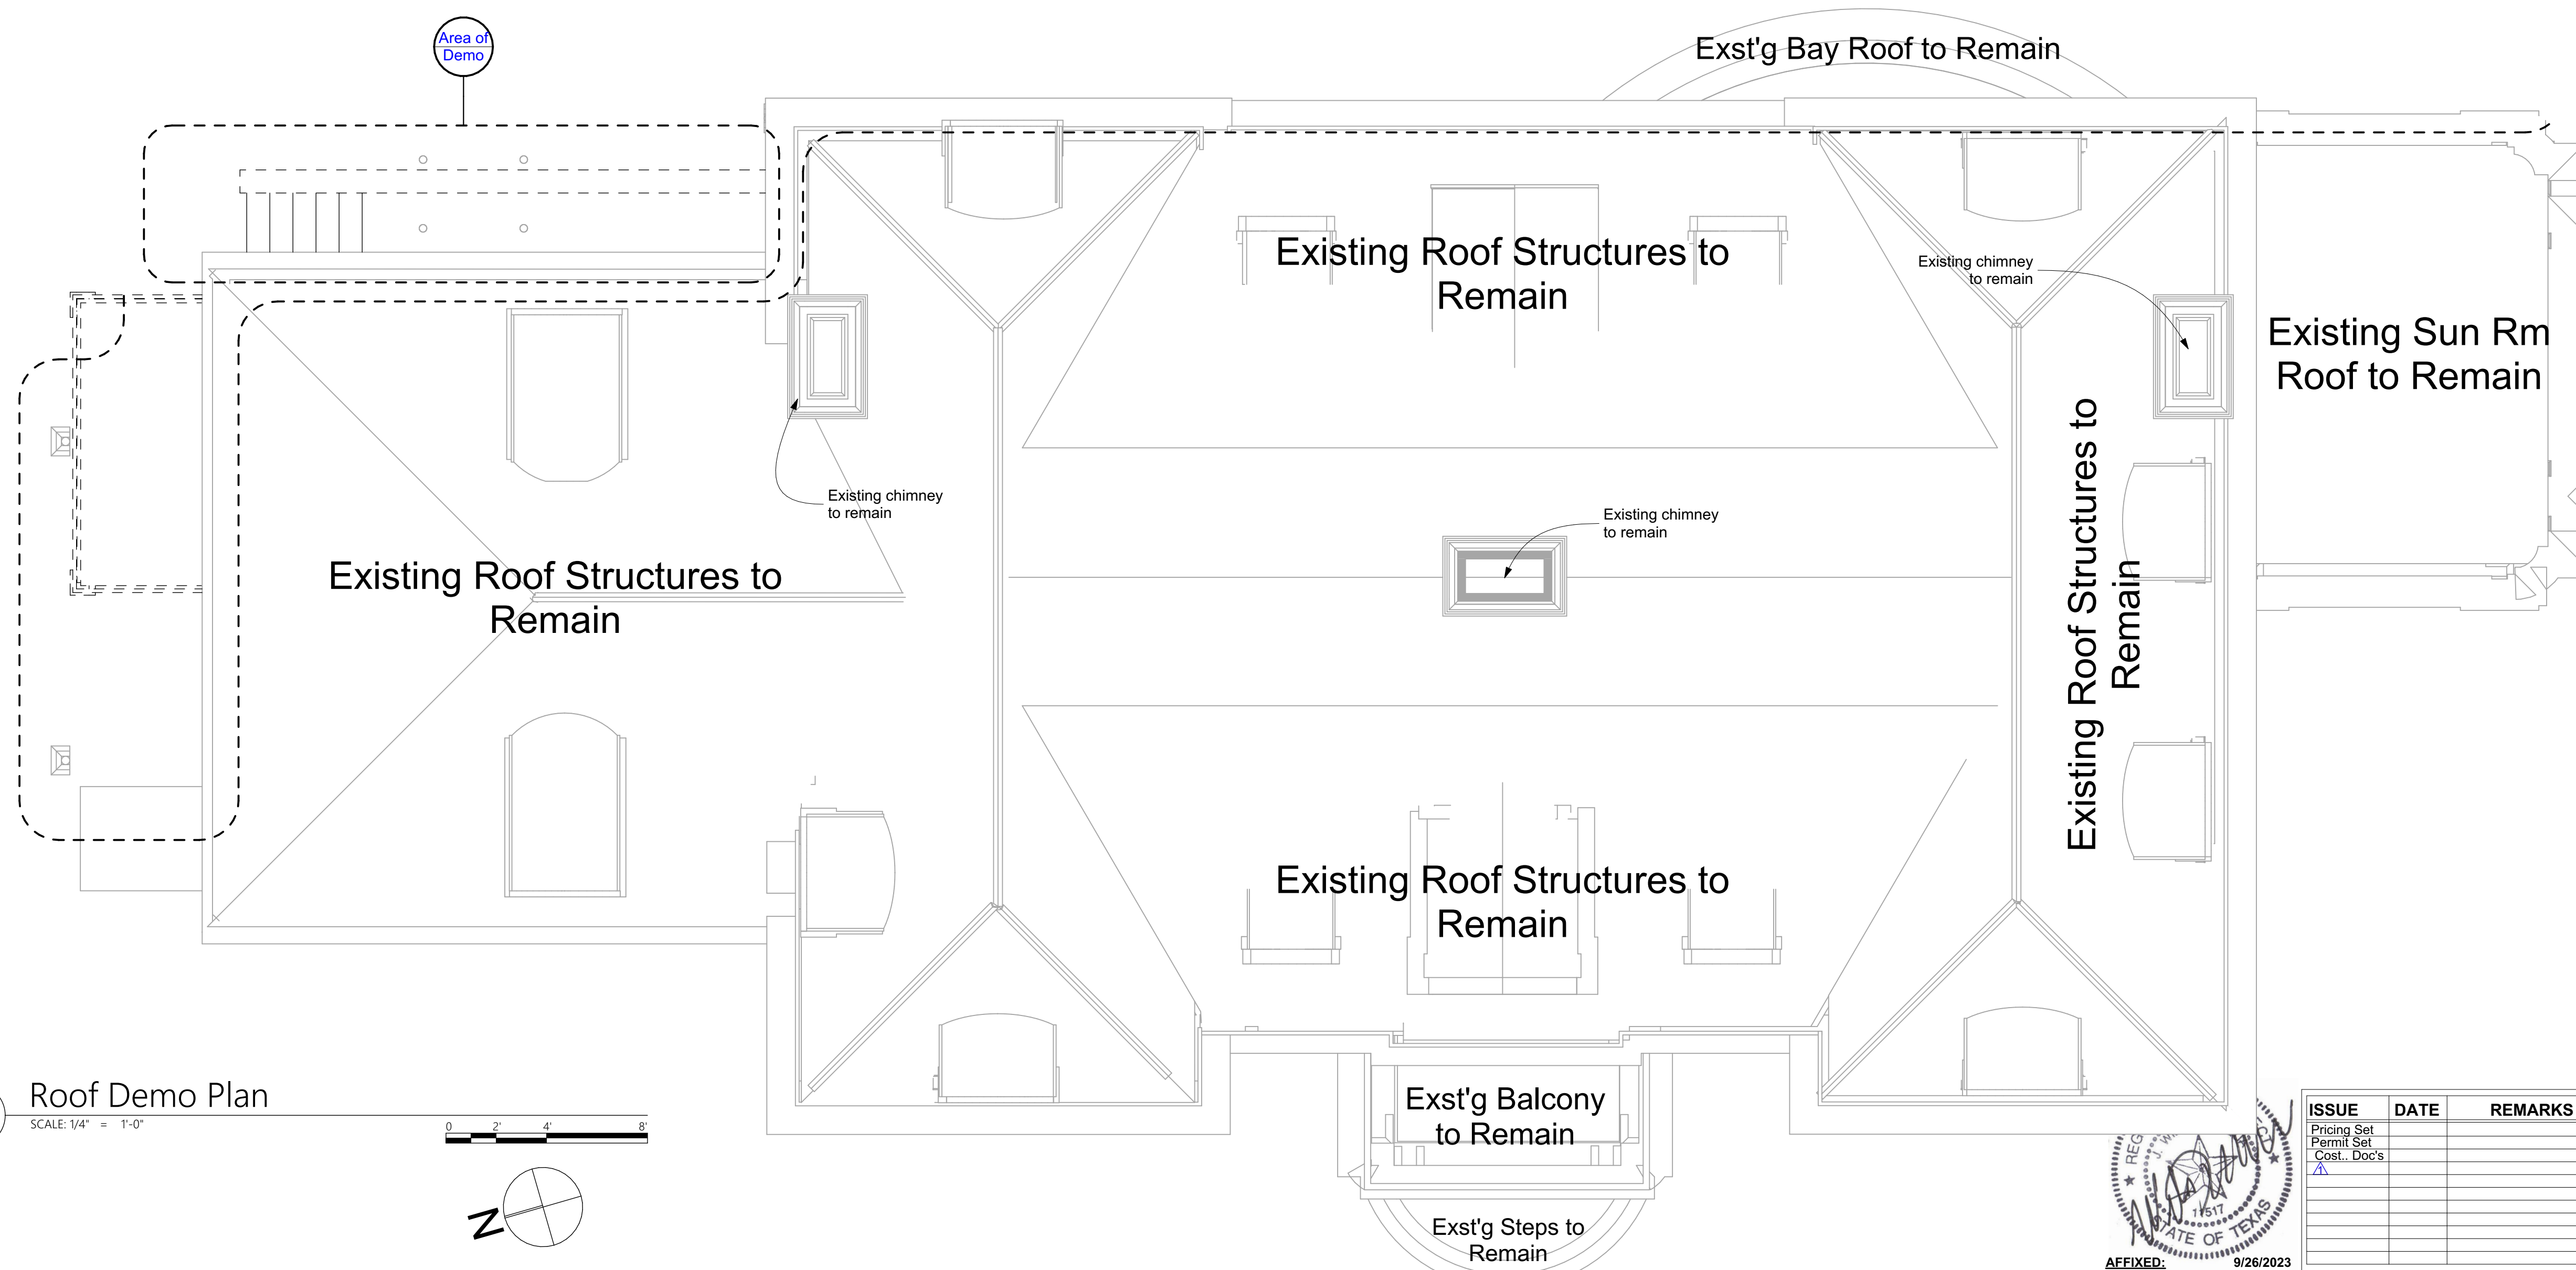 Area of
Demo
Exst'g Bay Roof to Remain
Existing Roof Structures to
Remain
Existing chimney
to remain
Existing Sun Rm
Roof to Remain
Existing chimney
to remain
Existing chimney
to remain
Existing Roof Structures to
Remain
Existing Roof Structures to
Remain
Existing Roof Structures to
Remain
Exst'g Balcony
to Remain
Exst'g Steps to
Remain
Roof Demo Plan
SCALE: 1/4" = 1'-0"
0 2' 4' 8'
N
STATE OF TEXAS
11517
AFFIXED: 9/26/2023
ISSUE DATE REMARKS
Pricing Set
Permit Set
Cost.. Doc's
1